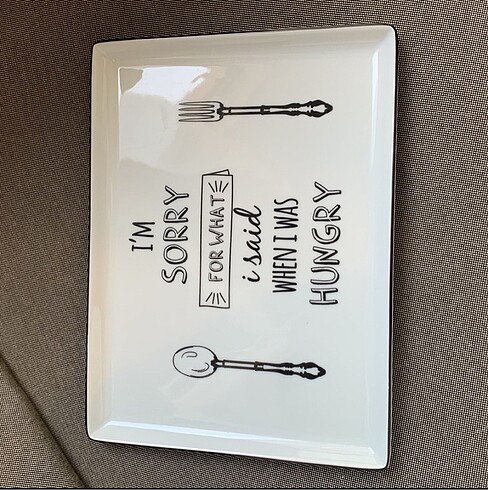 I'M
SORRY
FOR WHAT
i said
WHEN I WAS
HUNGRY